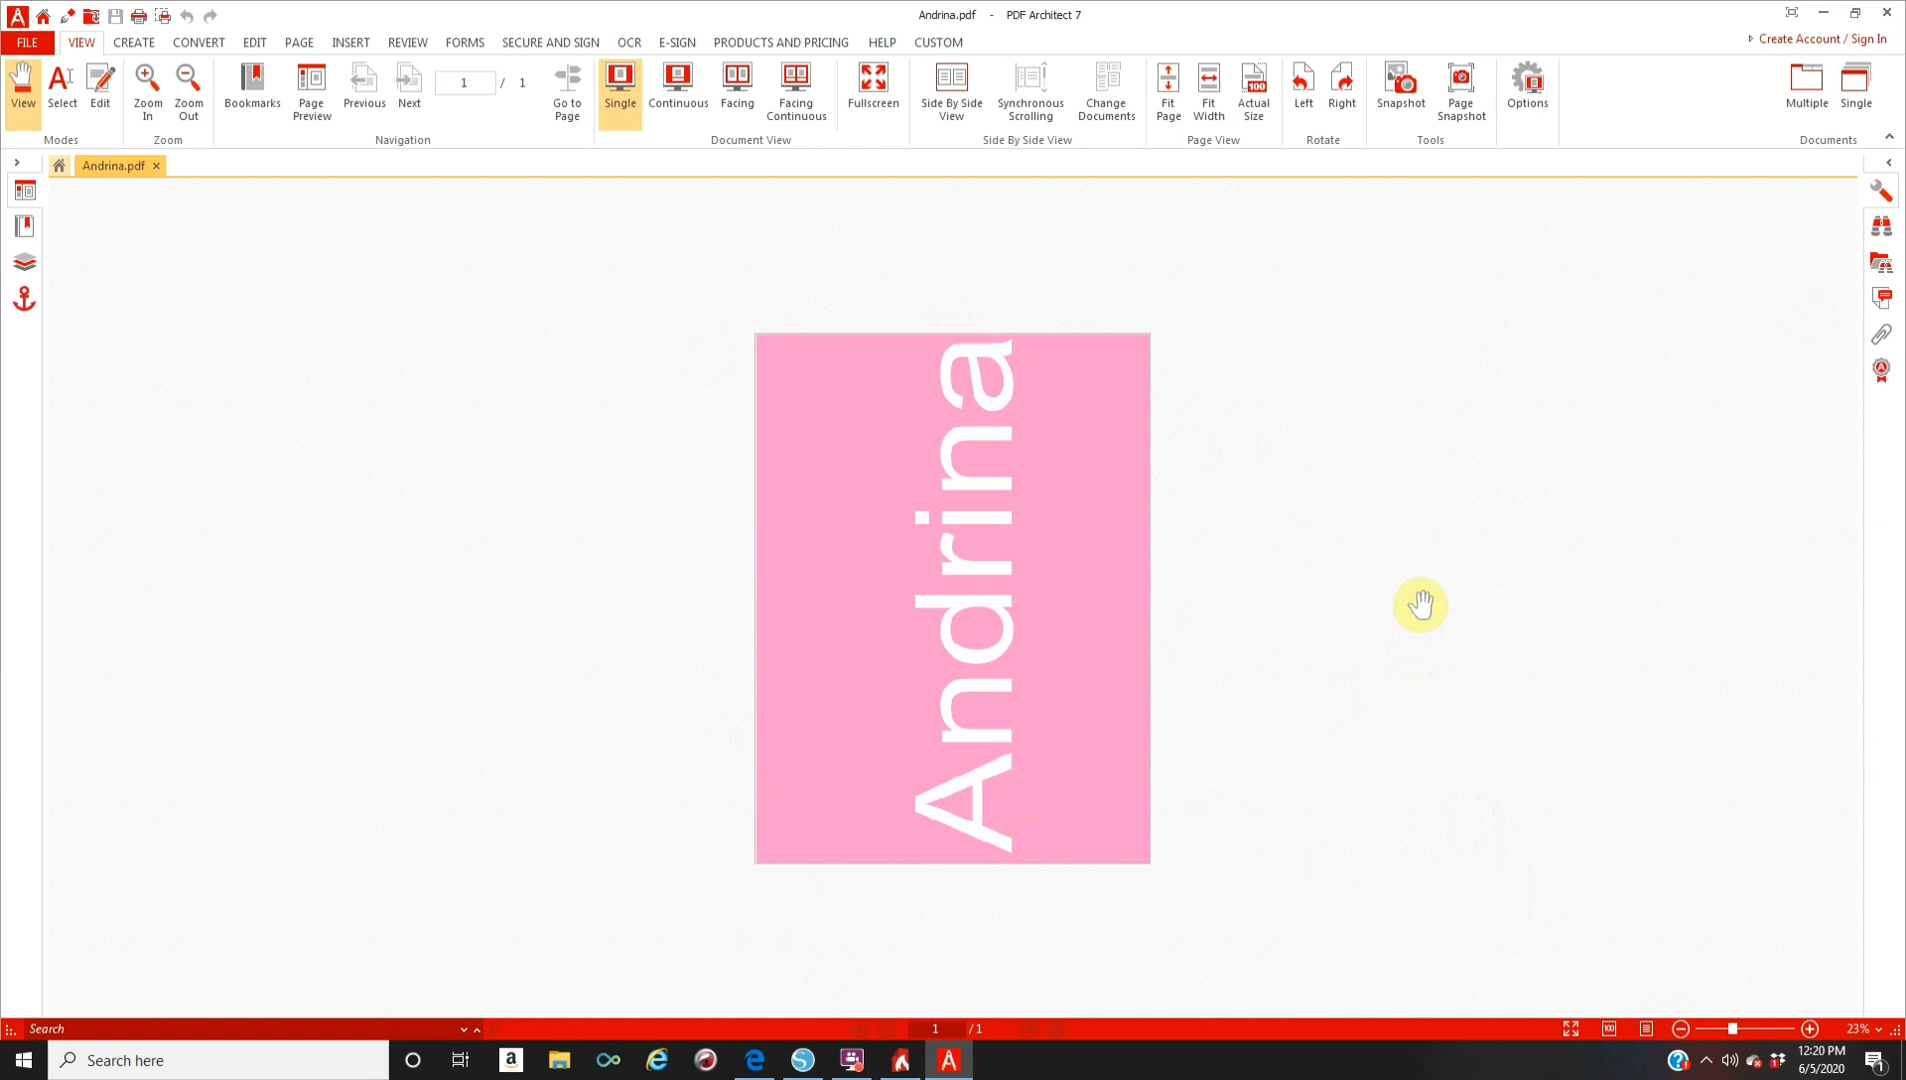 Andrina.pdf - PDF Architect 7
FILE VIEW CREATE CONVERT EDIT PAGE INSERT REVIEW FORMS SECURE AND SIGN OCR E-SIGN PRODUCTS AND PRICING HELP CUSTOM
Create Account / Sign In
View Select Edit Zoom In Zoom Out Bookmarks Page Preview Previous Next 1 / 1 Go to Page Single Continuous Facing Facing Continuous Fullscreen Side By Side View Synchronous Scrolling Change Documents Fit Page Fit Width 100 Actual Size Left Right Snapshot Page Snapshot Options Multiple Single
Modes Zoom Navigation Document View Side By Side View Page View Rotate Tools Documents
Andrina.pdf
Andrina
Search 1 / 1 100 23%
Search here
12:20 PM
6/5/2020
1